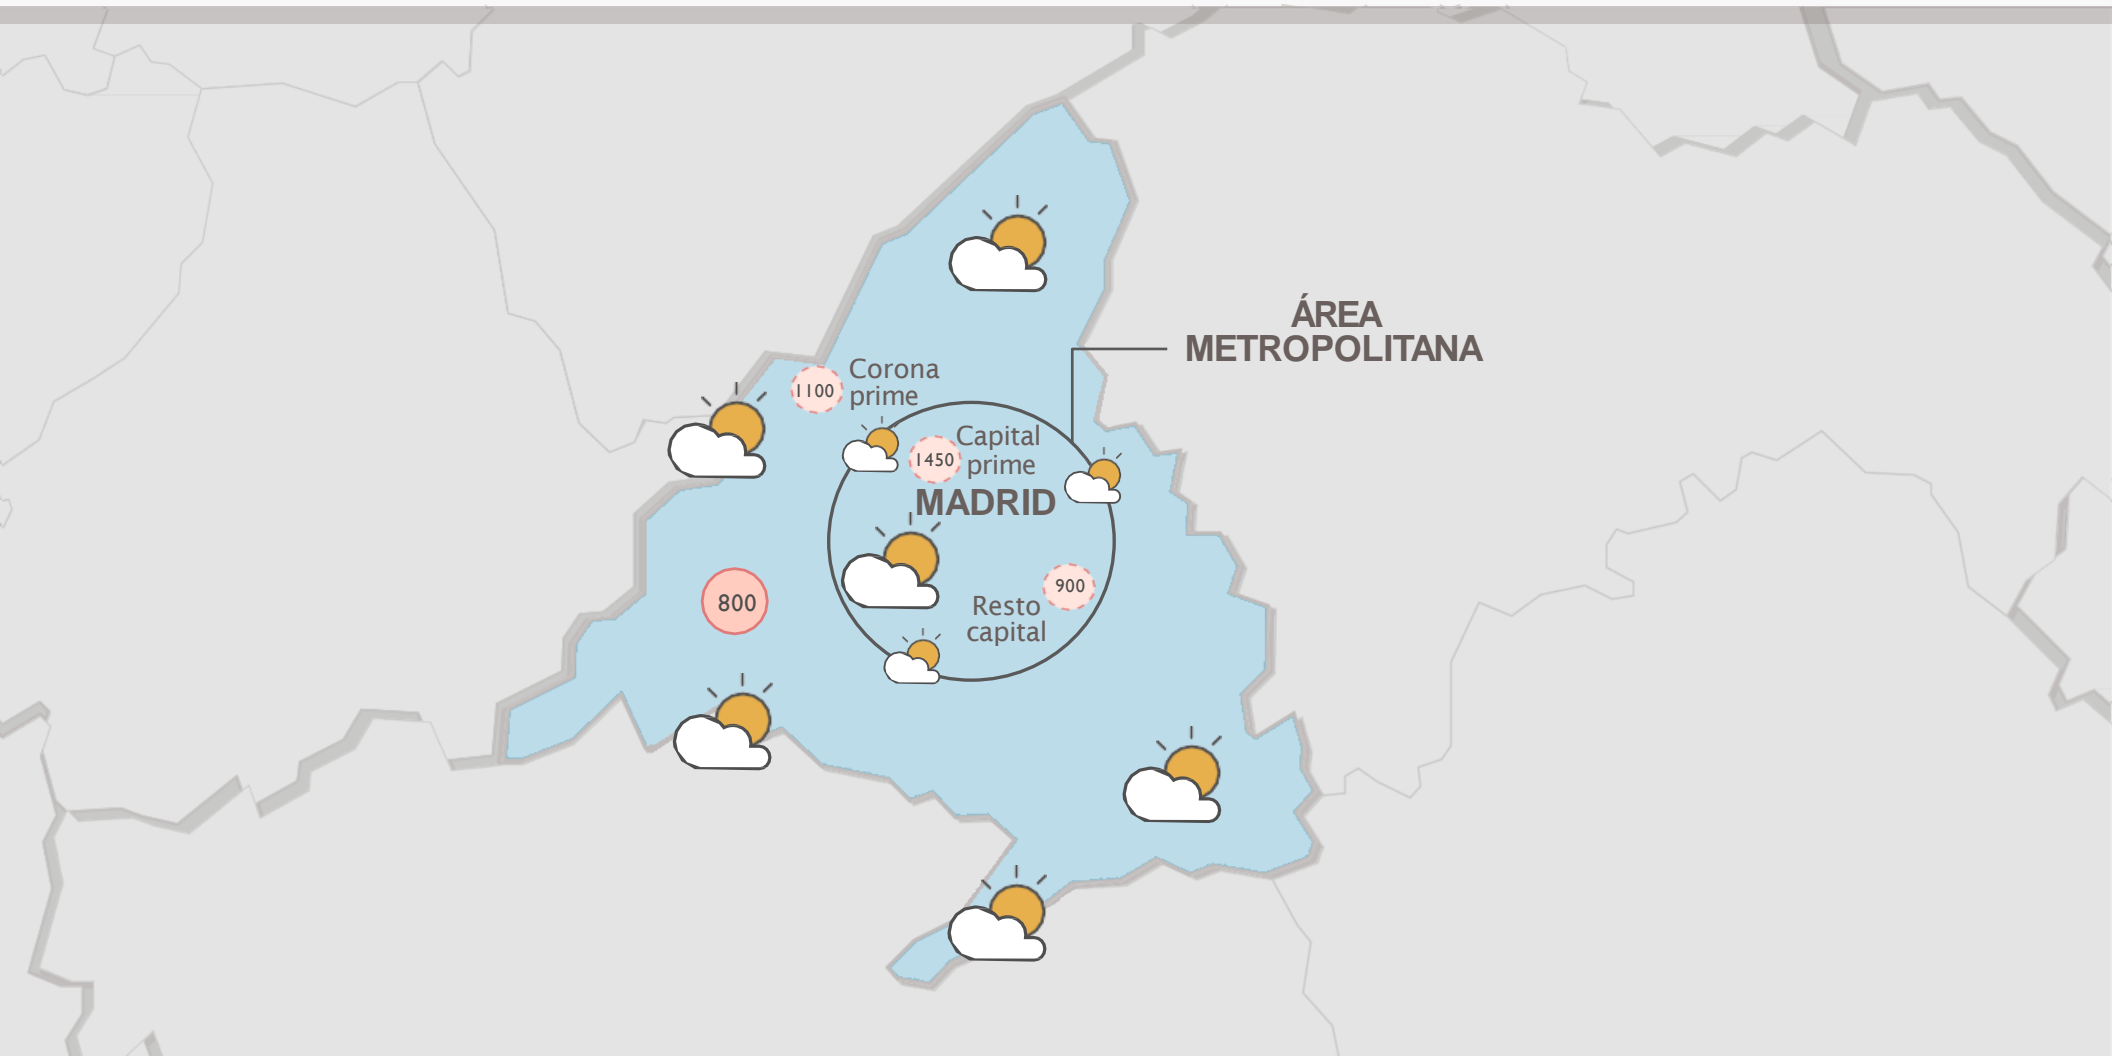 ÁREA
METROPOLITANA
Corona
1100
prime
Capital
1450
prime
MADRID
900
800
Resto
capital